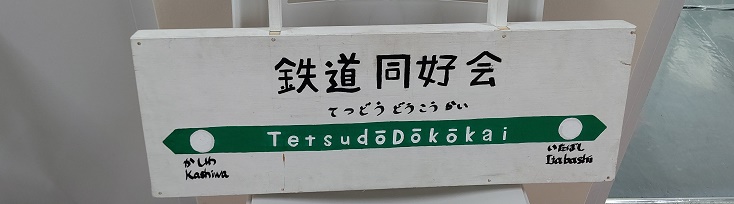 鉄道同好会
てつどうどうこうかい
TetsudōDōkōkai
かしわ
Kashiwa
いたばし
Itabashi